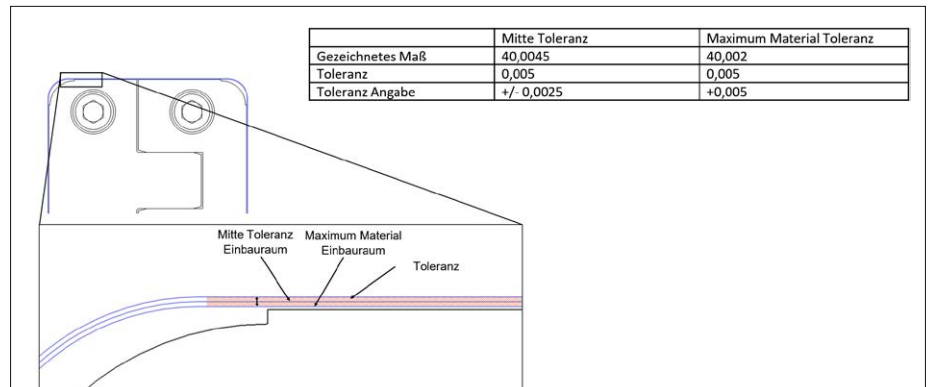 Mitte Toleranz Maximum Material Toleranz
Gezeichnetes Maß 40,0045 40,002
Toleranz 0,005 0,005
Toleranz Angabe +/- 0,0025 +0,005
Mitte Toleranz Maximum Material
Einbauraum Einbauraum
Toleranz